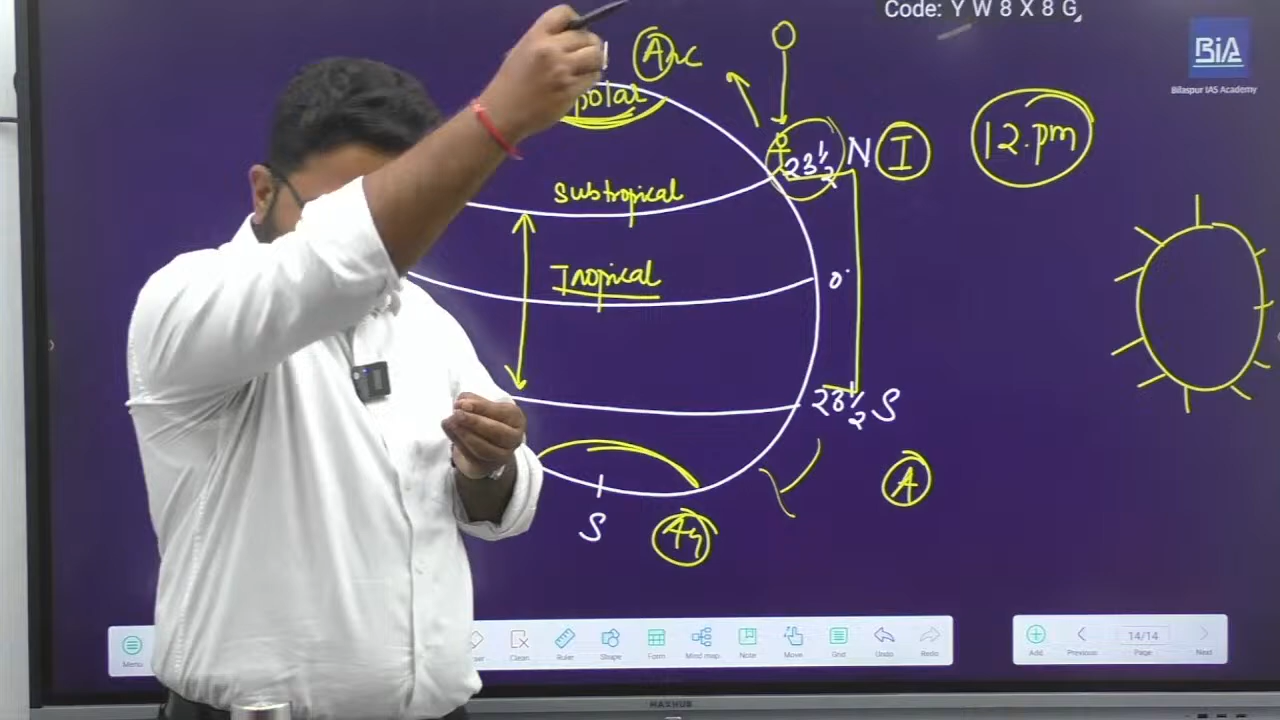 Code: Y W 8 X 8 G
BiA
Bilaspur IAS Academy
N
Arc
polar
23½ N
I
12.pm
Subtropical
Tropical
0°
23½ S
A
S
Menu
Clean
Ruler
Shape
Form
Mind map
Note
Move
Grid
Undo
Redo
Add
Previous
14/14
Page
Next
MAXHUB